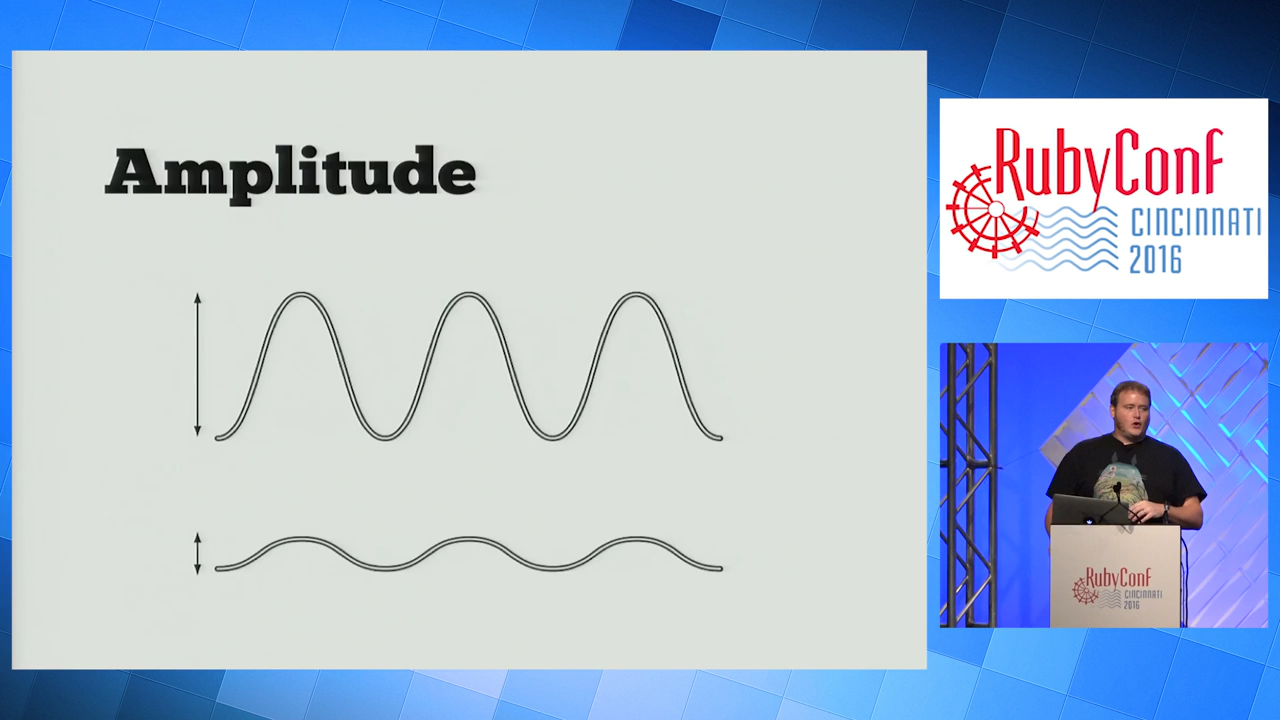 Amplitude
RubyConf
CINCINNATI
2016
RubyConf
CINCINNATI
2016